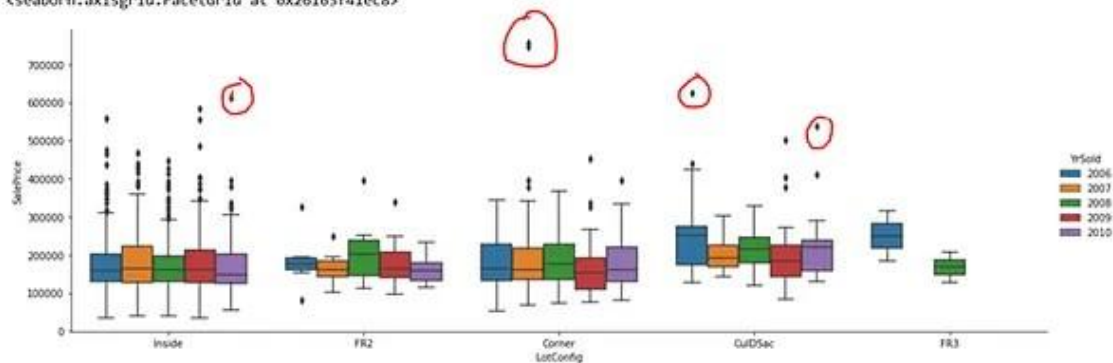 <seaborn.axisgrid.FacetGrid at 0x26165f41ec8>
700000
600000
500000
400000
300000
200000
100000
0
SalePrice
Inside
FR2
Corner
CulDSac
FR3
LotConfig
YrSold
2006
2007
2008
2009
2010